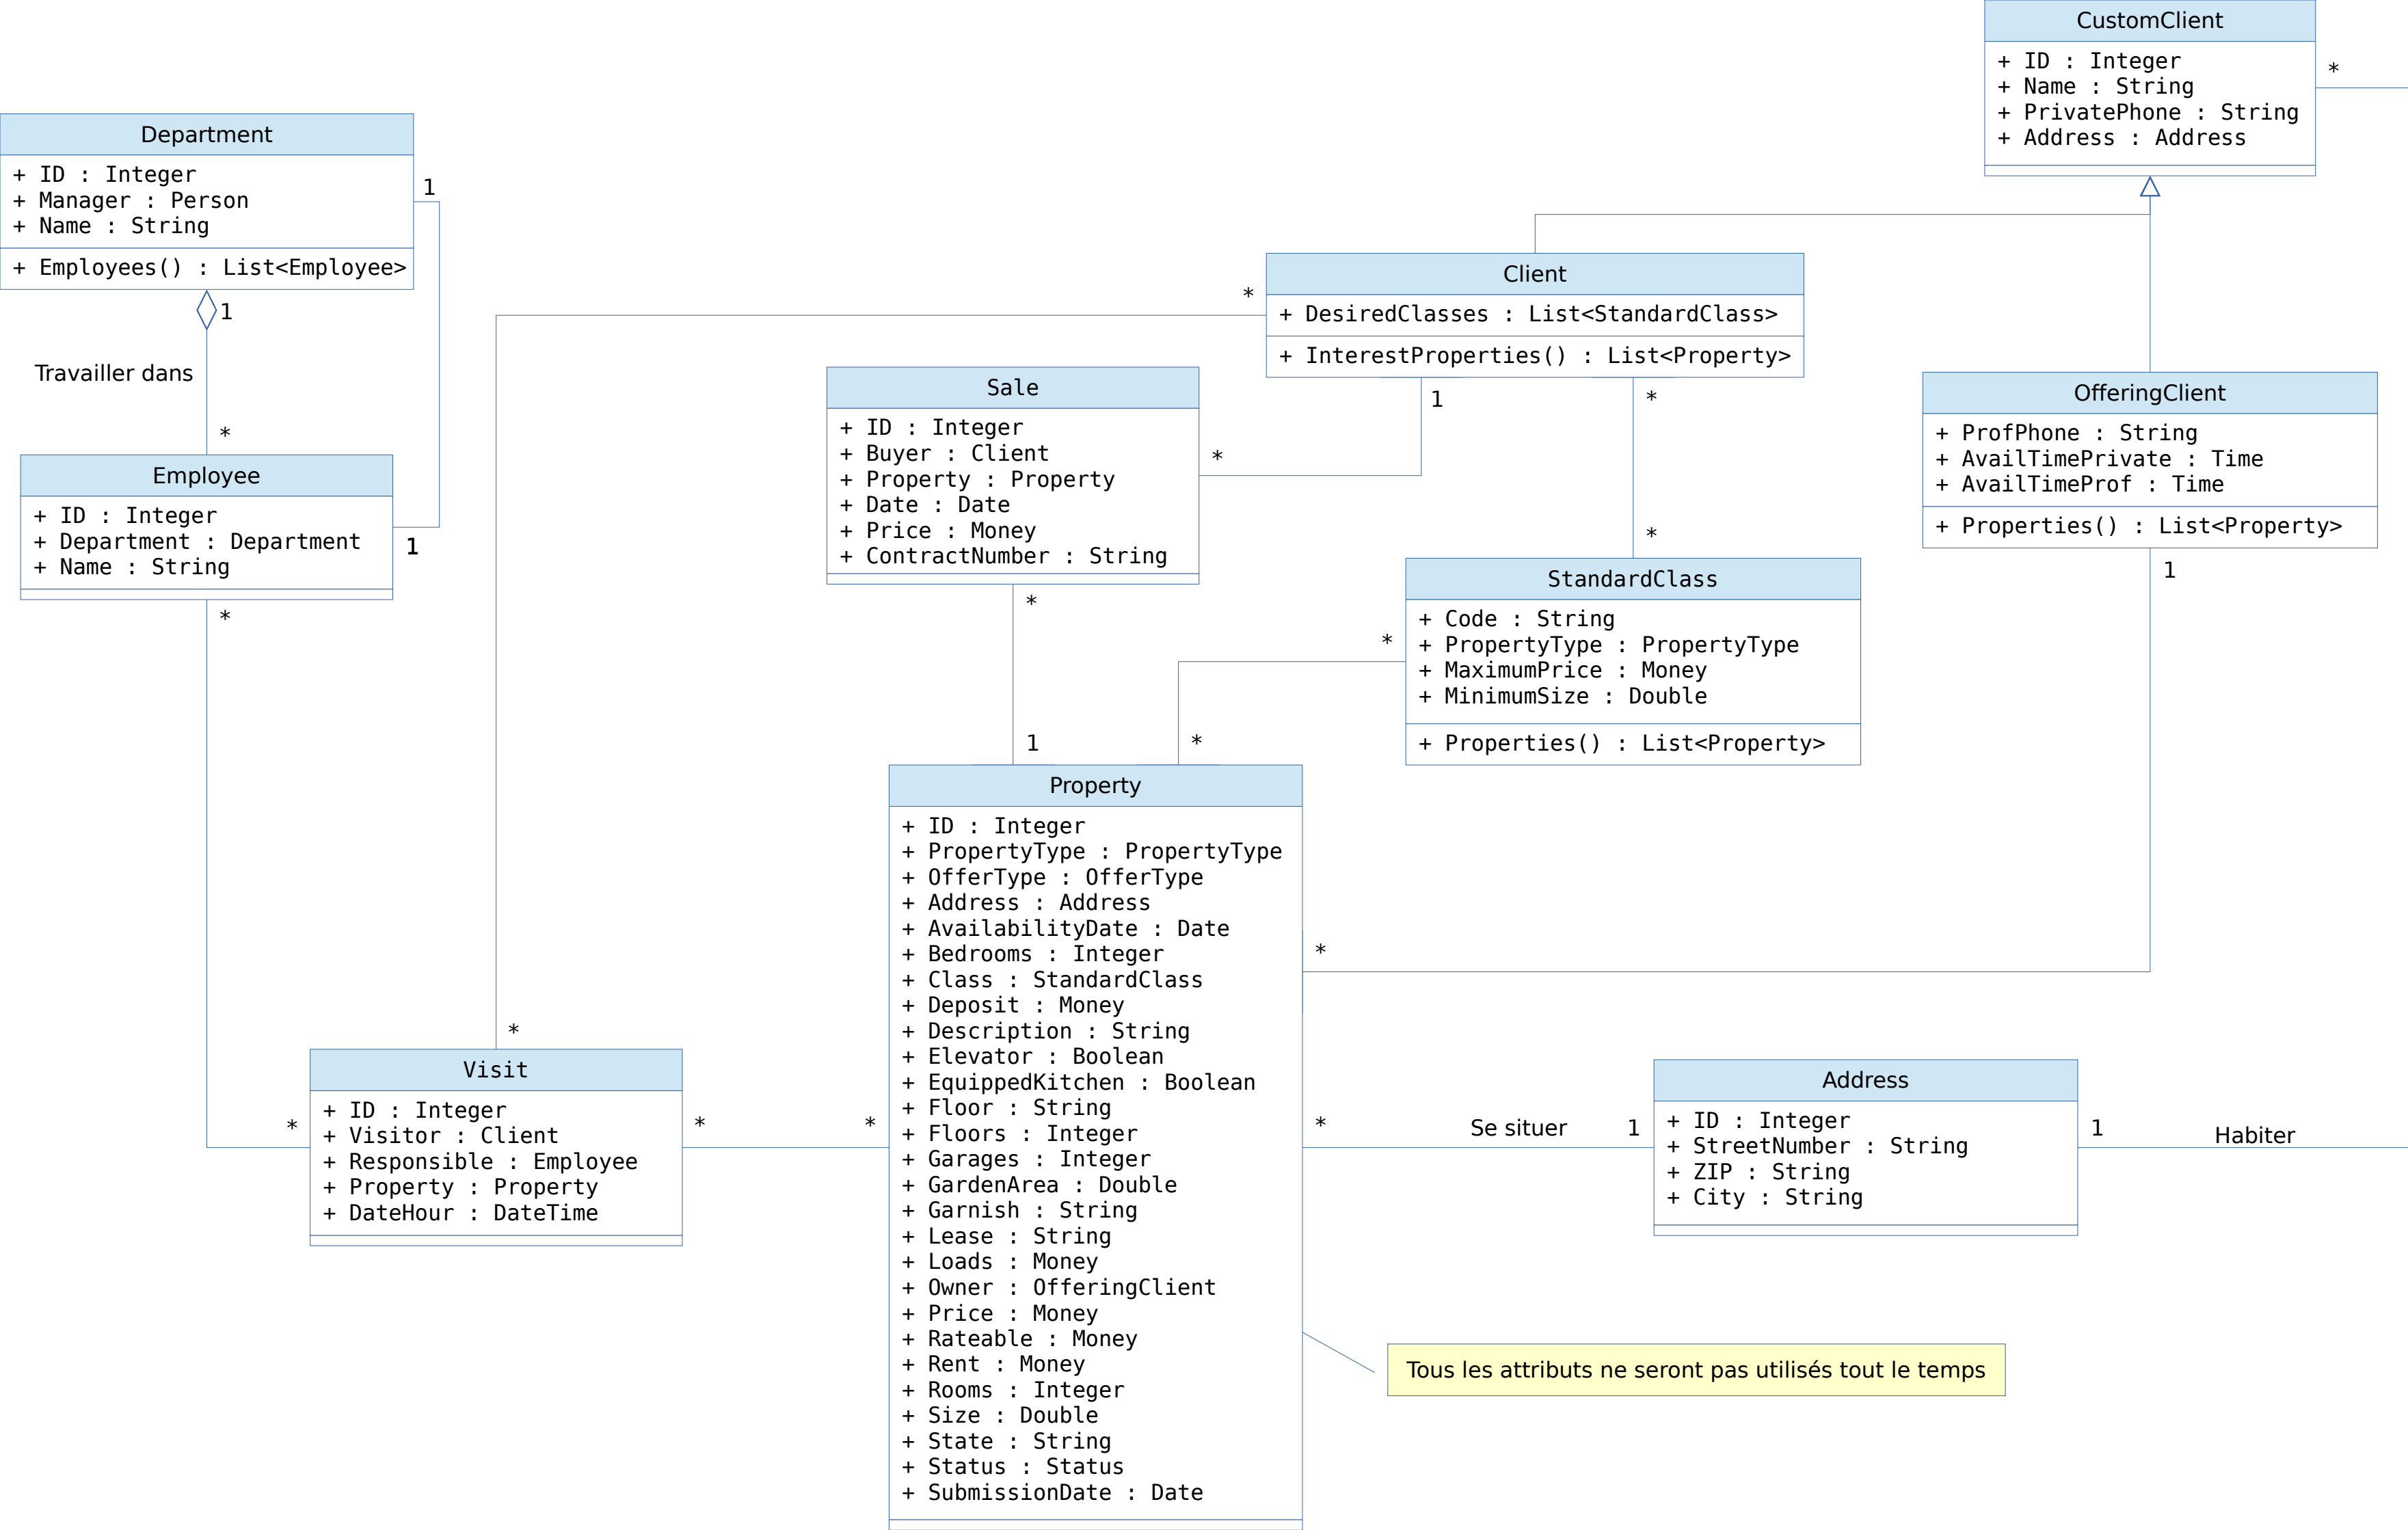 CustomClient
+ ID : Integer
+ Name : String
+ PrivatePhone : String
+ Address : Address
*
Department
+ ID : Integer
+ Manager : Person
+ Name : String
+ Employees() : List<Employee>
1
1
Travailler dans
*
Employee
+ ID : Integer
+ Department : Department
+ Name : String
1
*
Client
+ DesiredClasses : List<StandardClass>
+ InterestProperties() : List<Property>
*
1
*
Sale
+ ID : Integer
+ Buyer : Client
+ Property : Property
+ Date : Date
+ Price : Money
+ ContractNumber : String
*
*
OfferingClient
+ ProfPhone : String
+ AvailTimePrivate : Time
+ AvailTimeProf : Time
+ Properties() : List<Property>
1
*
StandardClass
+ Code : String
+ PropertyType : PropertyType
+ MaximumPrice : Money
+ MinimumSize : Double
+ Properties() : List<Property>
*
1
*
Property
+ ID : Integer
+ PropertyType : PropertyType
+ OfferType : OfferType
+ Address : Address
+ AvailabilityDate : Date
+ Bedrooms : Integer
+ Class : StandardClass
+ Deposit : Money
+ Description : String
+ Elevator : Boolean
+ EquippedKitchen : Boolean
+ Floor : String
+ Floors : Integer
+ Garages : Integer
+ GardenArea : Double
+ Garnish : String
+ Lease : String
+ Loads : Money
+ Owner : OfferingClient
+ Price : Money
+ Rateable : Money
+ Rent : Money
+ Rooms : Integer
+ Size : Double
+ State : String
+ Status : Status
+ SubmissionDate : Date
*
*
Visit
+ ID : Integer
+ Visitor : Client
+ Responsible : Employee
+ Property : Property
+ DateHour : DateTime
*
*
*
*
Se situer
1
Address
+ ID : Integer
+ StreetNumber : String
+ ZIP : String
+ City : String
1
Habiter
Tous les attributs ne seront pas utilisés tout le temps